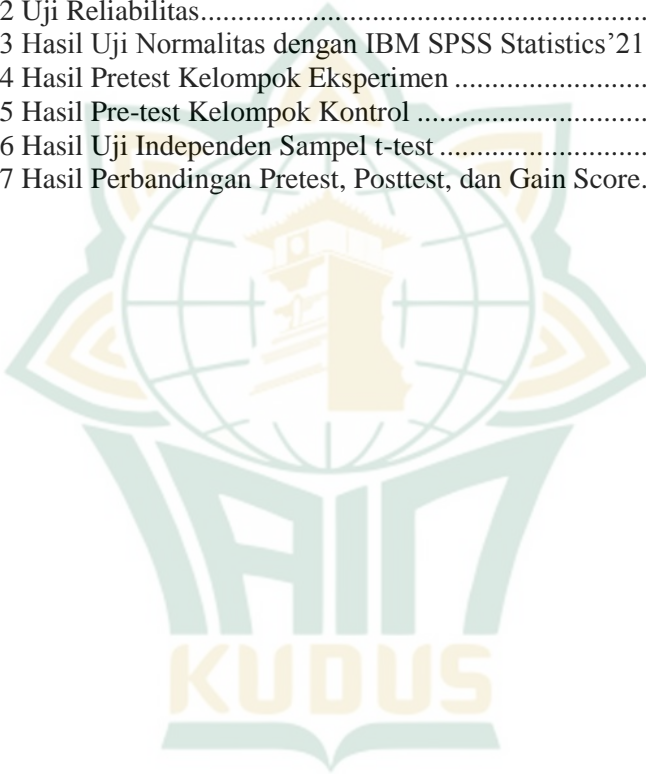 2 Uji Reliabilitas.......................................................
3 Hasil Uji Normalitas dengan IBM SPSS Statistics’21
4 Hasil Pretest Kelompok Eksperimen ........................
5 Hasil Pre-test Kelompok Kontrol .............................
6 Hasil Uji Independen Sampel t-test ..........................
7 Hasil Perbandingan Pretest, Posttest, dan Gain Score.
IAIN
KUDUS